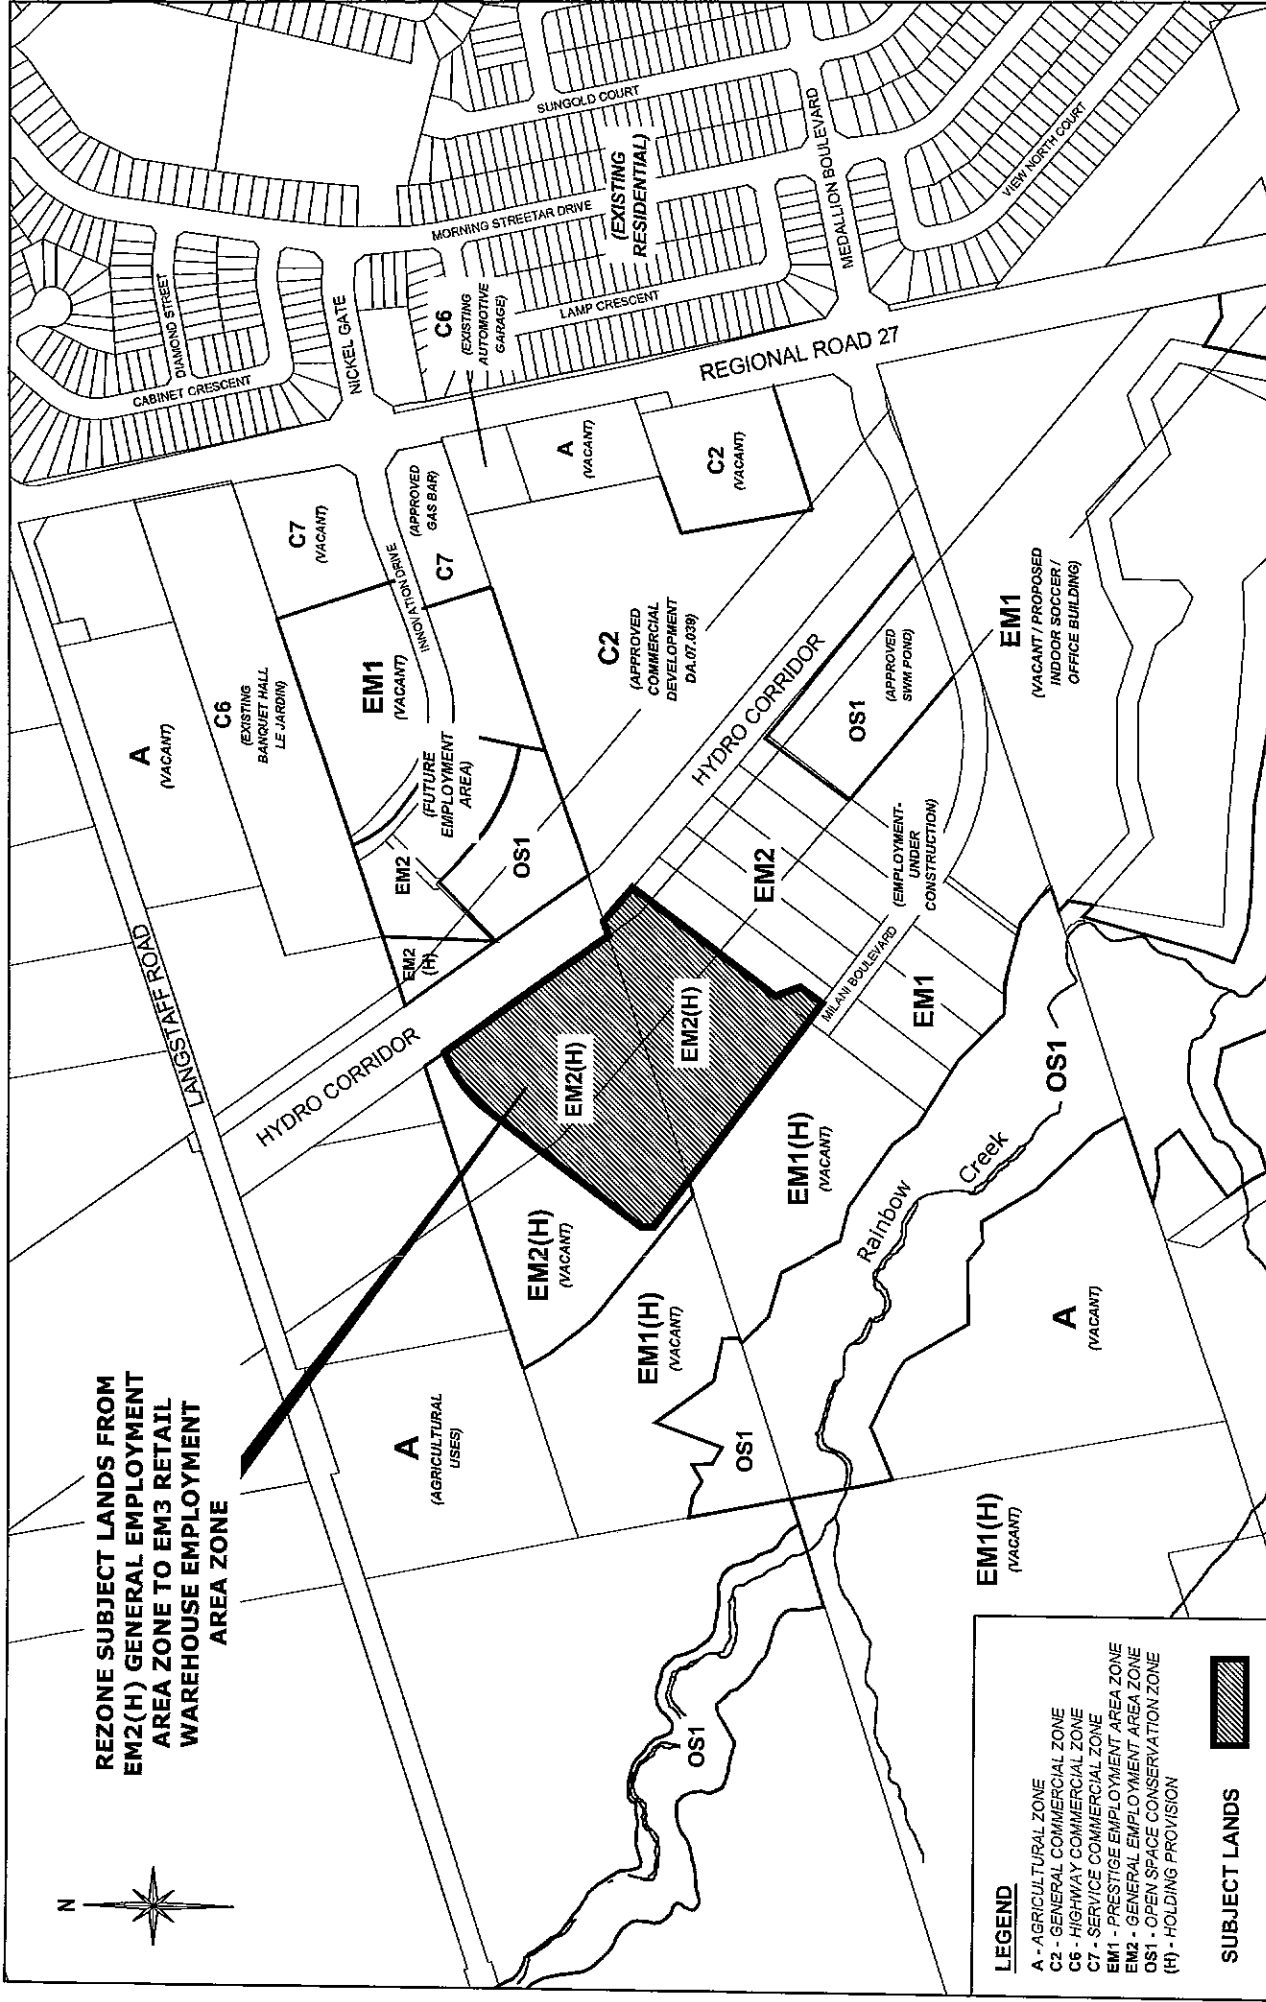 REZONE SUBJECT LANDS FROM
EM2(H) GENERAL EMPLOYMENT
AREA ZONE TO EM3 RETAIL
WAREHOUSE EMPLOYMENT
AREA ZONE
N
LANGSTAFF ROAD
HYDRO CORRIDOR
A
(AGRICULTURAL
USES)
A
(VACANT)
C6
(EXISTING
BANQUET HALL
LE JARDIN)
C7
(VACANT)
EM1
(VACANT)
INNOVATION DRIVE
(APPROVED
GAS BAR)
C7
(FUTURE
EMPLOYMENT
AREA)
EM2
EM2
(H)
OS1
CABINET CRESCENT
DIAMOND STREET
NICKEL GATE
C6
(EXISTING
AUTOMOTIVE
GARAGE)
MORNING STREETAR DRIVE
SUNGOLD COURT
(EXISTING
RESIDENTIAL)
LAMP CRESCENT
MEDALLION BOULEVARD
VIEW NORTH COURT
REGIONAL ROAD 27
A
(VACANT)
C2
(VACANT)
C2
(APPROVED
COMMERCIAL
DEVELOPMENT
DA.07.039)
HYDRO CORRIDOR
EM2(H)
EM2(H)
EM2(H)
(VACANT)
EM1(H)
(VACANT)
EM1(H)
(VACANT)
EM2
(EMPLOYMENT-
UNDER
CONSTRUCTION)
MILANI BOULEVARD
EM1
OS1
(APPROVED
SWM POND)
EM1
(VACANT / PROPOSED
INDOOR SOCCER /
OFFICE BUILDING)
OS1
Rainbow
Creek
OS1
A
(VACANT)
EM1(H)
(VACANT)
OS1
LEGEND
A - AGRICULTURAL ZONE
C2 - GENERAL COMMERCIAL ZONE
C6 - HIGHWAY COMMERCIAL ZONE
C7 - SERVICE COMMERCIAL ZONE
EM1 - PRESTIGE EMPLOYMENT AREA ZONE
EM2 - GENERAL EMPLOYMENT AREA ZONE
OS1 - OPEN SPACE CONSERVATION ZONE
(H) - HOLDING PROVISION
SUBJECT LANDS